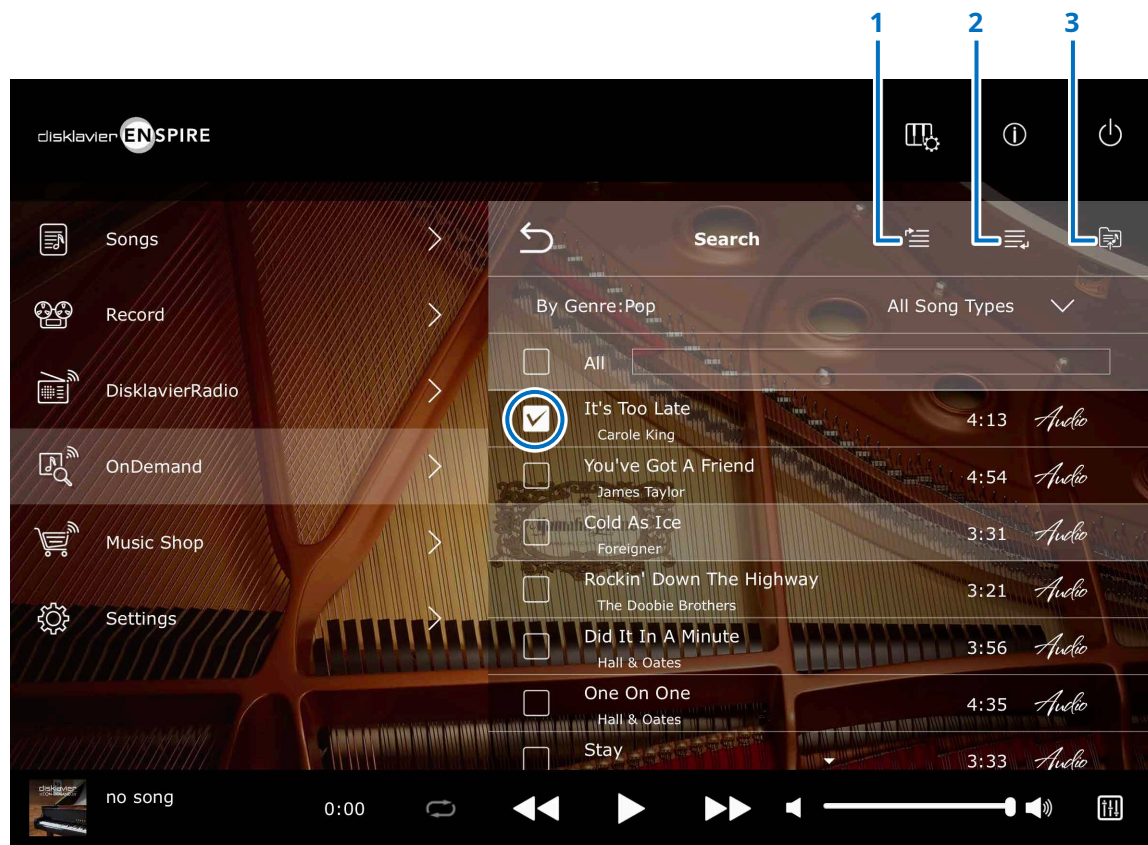 1 2 3
disklavier ENSPIRE
Songs
Record
DisklavierRadio
OnDemand
Music Shop
Settings
Search
By Genre:Pop All Song Types
All
It's Too Late
Carole King
4:13 Audio
You've Got A Friend
James Taylor
4:54 Audio
Cold As Ice
Foreigner
3:31 Audio
Rockin' Down The Highway
The Doobie Brothers
3:21 Audio
Did It In A Minute
Hall & Oates
3:56 Audio
One On One
Hall & Oates
4:35 Audio
Stay
3:33 Audio
disklavier
no song
0:00